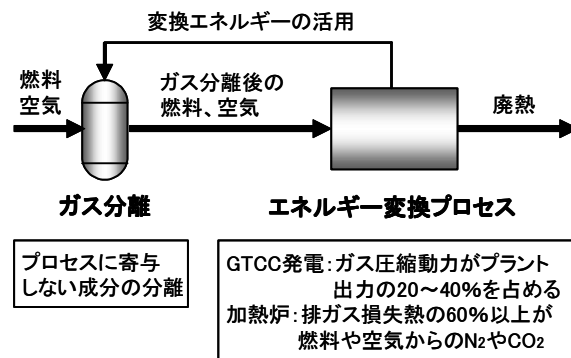 変換エネルギーの活用
燃料
空気
ガス分離後の
燃料、空気
廃熱
ガス分離
エネルギー変換プロセス
プロセスに寄与
しない成分の分離
GTCC発電：ガス圧縮動力がプラント
出力の20～40%を占める
加熱炉：排ガス損失熱の60%以上が
燃料や空気からのN₂やCO₂